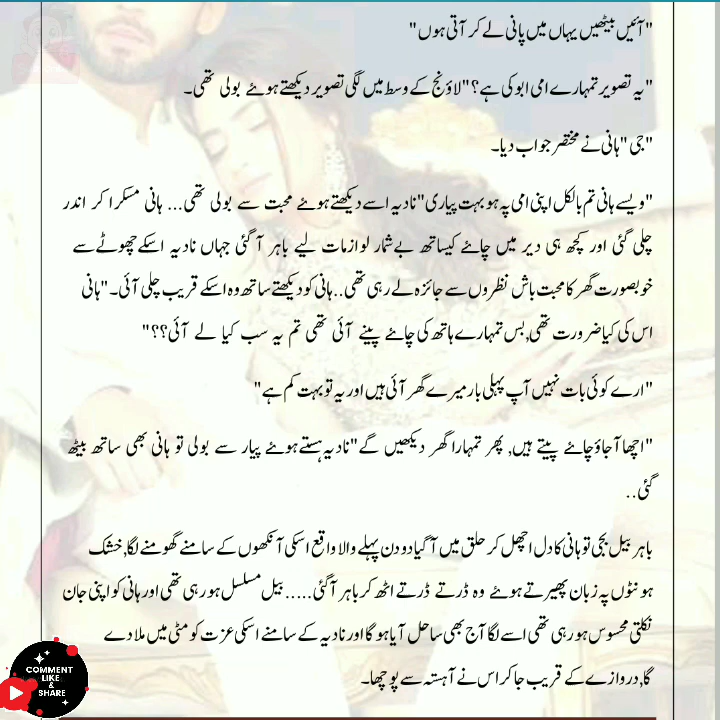 "آئیں بیٹھیں یہاں میں پانی لے کر آتی ہوں"
"یہ تصویر تمہارے امی ابو کی ہے؟" لاؤنج کے وسط میں لگی تصویر دیکھتے ہوئے بولی تھی۔
"جی" ہانی نے مختصر جواب دیا۔
"ویسے ہانی تم بالکل اپنی امی پہ ہو بہت پیاری" نادیہ اسے دیکھتے ہوئے محبت سے بولی تھی... ہانی مسکرا کر اندر
چلی گئی اور کچھ ہی دیر میں چائے کیساتھ بے شمار لوازمات لیے باہر آگئی جہاں نادیہ اسکے چھوٹے سے
خوبصورت گھر کا محبت باش نظروں سے جائزہ لے رہی تھی.. ہانی کو دیکھتے ساتھ وہ اسکے قریب چلی آئی۔ "ہانی
اس کی کیا ضرورت تھی, بس تمہارے ہاتھ کی چائے پینے آئی تھی تم یہ سب کیا لے آئی؟؟"
"ارے کوئی بات نہیں آپ پہلی بار میرے گھر آئی ہیں اور یہ تو بہت کم ہے"
"اچھا آجاؤ چائے پیتے ہیں, پھر تمہارا گھر دیکھیں گے" نادیہ ہنستے ہوئے پیار سے بولی تو ہانی بھی ساتھ بیٹھ
گئی..
باہر بیل بجی تو ہانی کا دل اچھل کر حلق میں آگیا دو دن پہلے والا واقع اسکی آنکھوں کے سامنے گھومنے لگا, خشک
ہونٹوں پہ زبان پھیرتے ہوئے وہ ڈرتے ڈرتے اٹھ کر باہر آگئی..... بیل مسلسل ہو رہی تھی اور ہانی کو اپنی جان
نکلتی محسوس ہو رہی تھی اسے لگا آج بھی ساحل آیا ہو گا اور نادیہ کے سامنے اسکی عزت کو مٹی میں ملا دے
گا, دروازے کے قریب جا کر اس نے آہستہ سے پوچھا۔
COMMENT
LIKE
&
SHARE